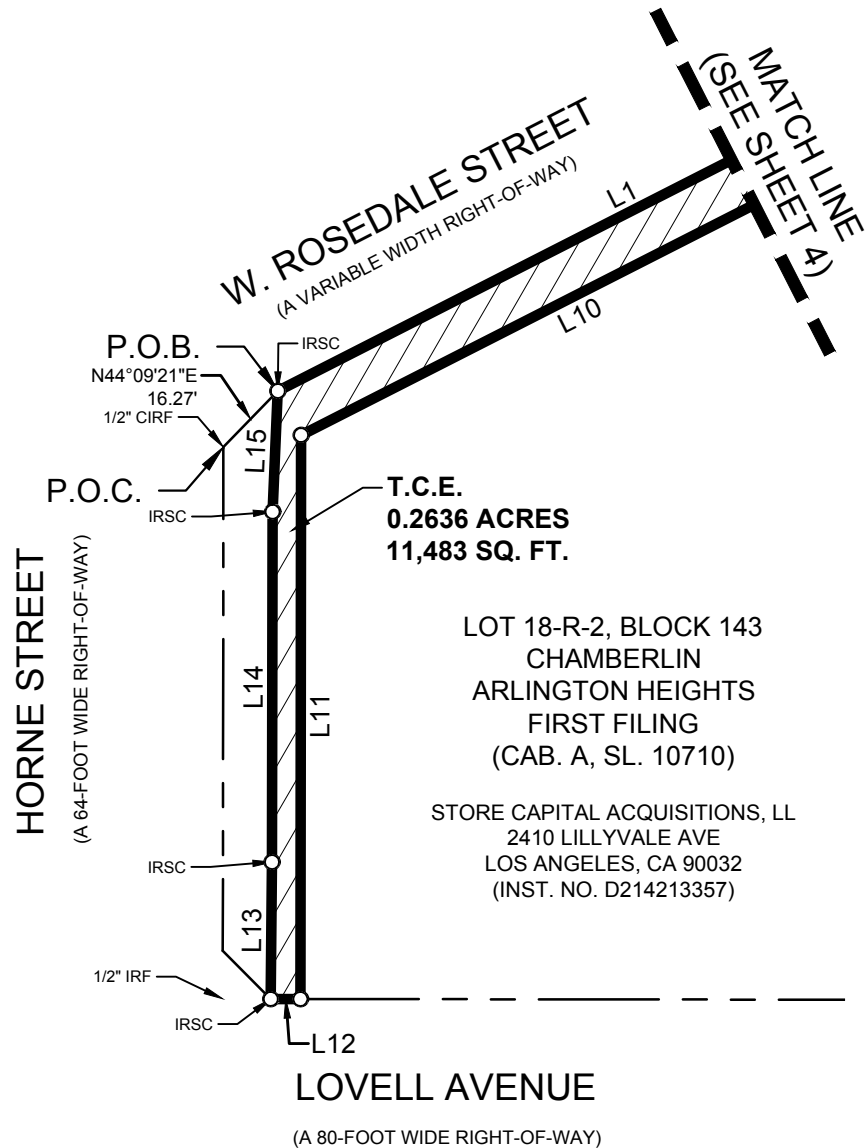 MATCH LINE
(SEE SHEET 4)
W. ROSEDALE STREET
(A VARIABLE WIDTH RIGHT-OF-WAY)
L1
L10
P.O.B.
IRSC
N44°09'21"E
16.27'
1/2" CIRF
L15
P.O.C.
IRSC
T.C.E.
0.2636 ACRES
11,483 SQ. FT.
HORNE STREET
(A 64-FOOT WIDE RIGHT-OF-WAY)
L14
L11
LOT 18-R-2, BLOCK 143
CHAMBERLIN
ARLINGTON HEIGHTS
FIRST FILING
(CAB. A, SL. 10710)
STORE CAPITAL ACQUISITIONS, LL
2410 LILLYVALE AVE
LOS ANGELES, CA 90032
(INST. NO. D214213357)
IRSC
L13
1/2" IRF
IRSC
L12
LOVELL AVENUE
(A 80-FOOT WIDE RIGHT-OF-WAY)